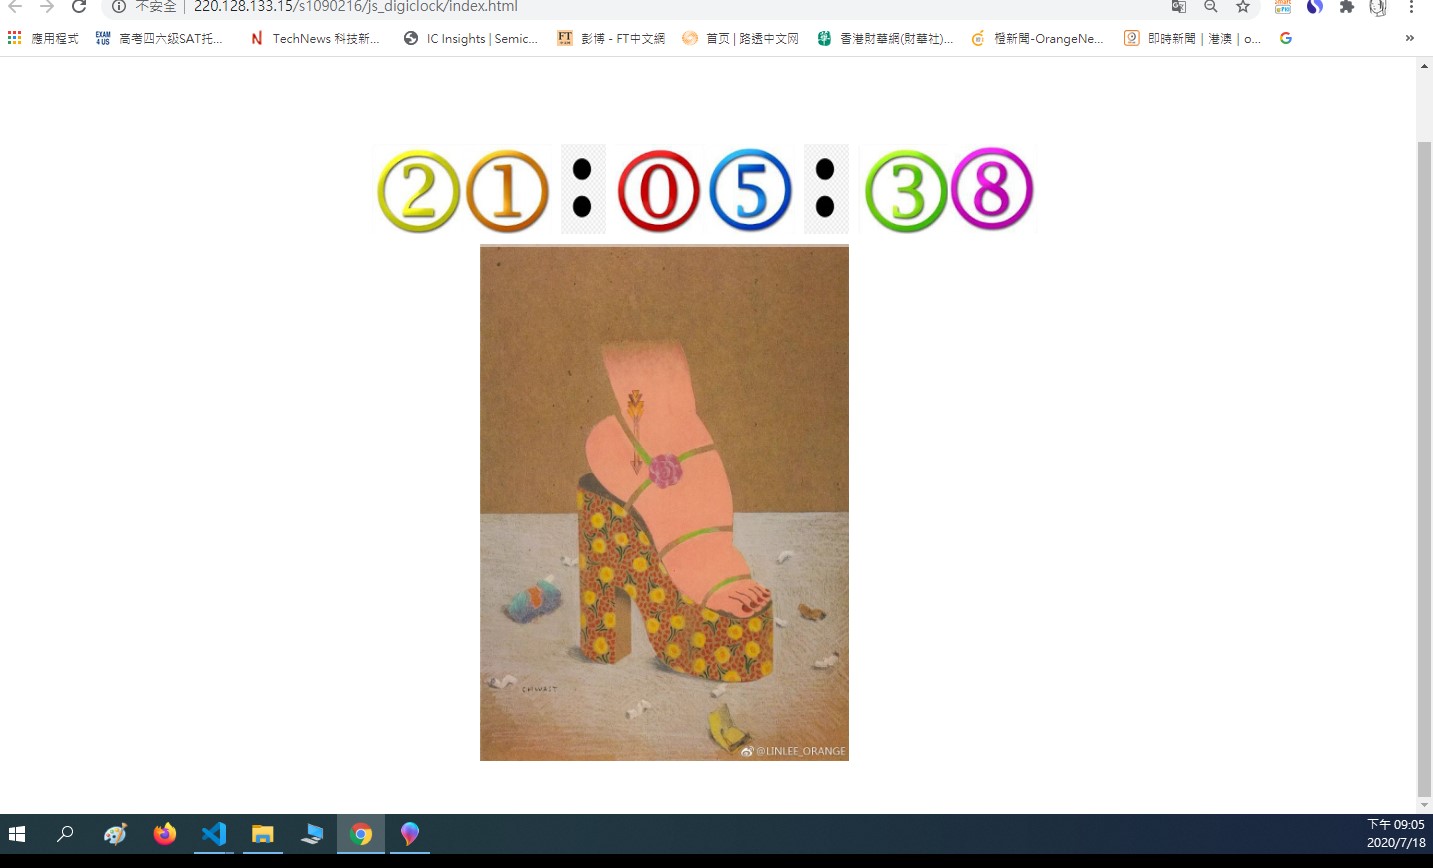 不安全 | 220.128.133.15/s1090216/js_digiclock/index.html
應用程式 EXAM 4US 高考四六級SAT托... N TechNews 科技新... IC Insights | Semic... FT 彭博 - FT中文網 首页 | 路透中文网 香港財華網(財華社)... 橙新聞-OrangeNe... 即時新聞｜港澳｜o... G »
21:05:38
CHWAIT
@LINLEE_ORANGE
下午 09:05
2020/7/18